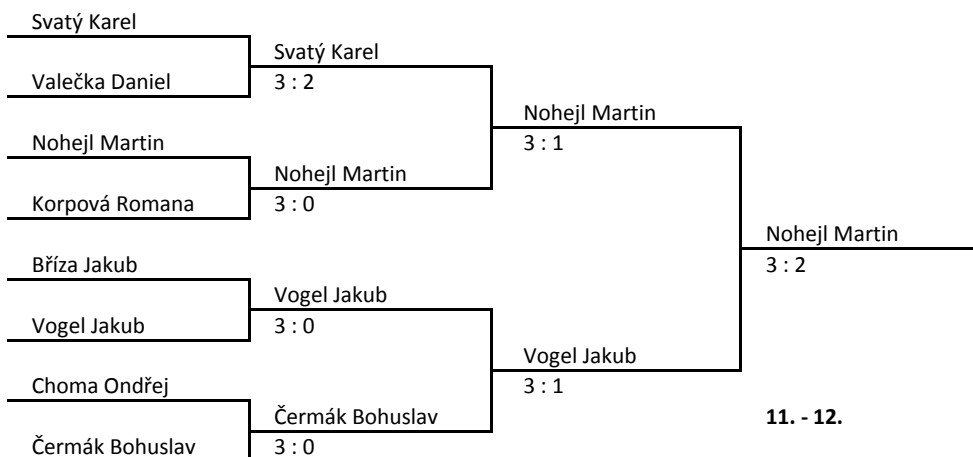 Svatý Karel
Svatý Karel
Valečka Daniel
3 : 2
Nohejl Martin
Nohejl Martin
3 : 1
Nohejl Martin
Korpová Romana
3 : 0
Nohejl Martin
Bříza Jakub
3 : 2
Vogel Jakub
Vogel Jakub
3 : 0
Vogel Jakub
Choma Ondřej
3 : 1
Čermák Bohuslav
11. - 12.
Čermák Bohuslav
3 : 0